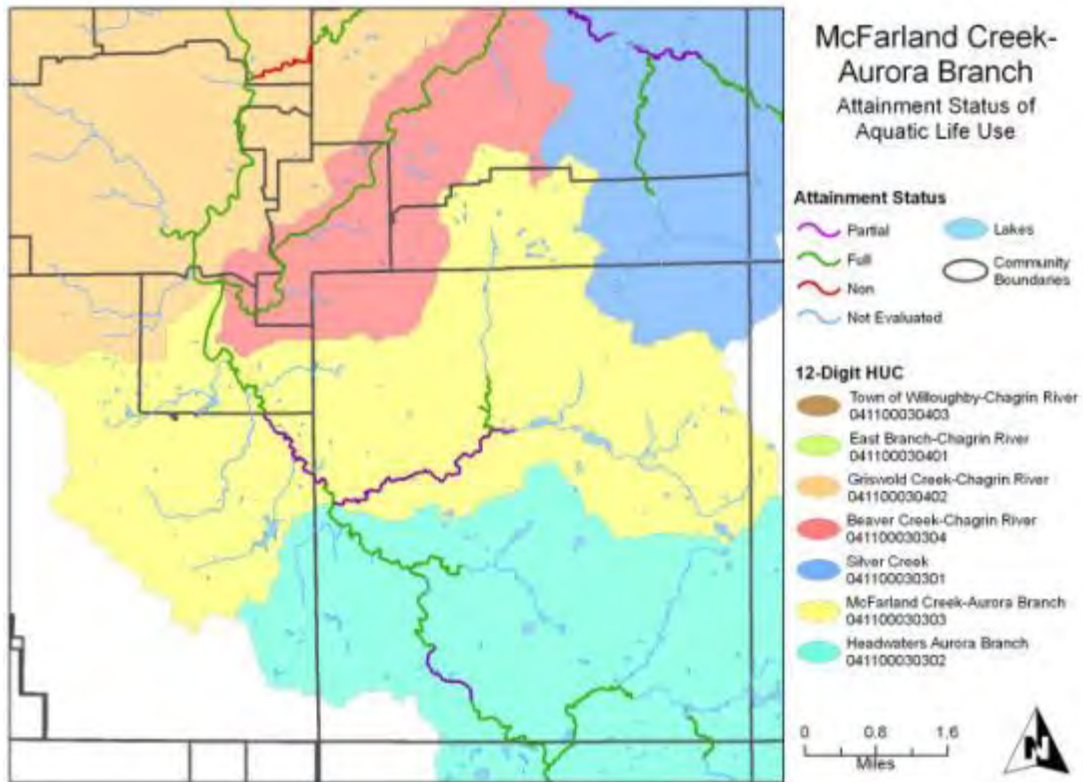 McFarland Creek-
Aurora Branch
Attainment Status of
Aquatic Life Use
Attainment Status
Partial
Full
Non
Not Evaluated
Lakes
Community
Boundaries
12-Digit HUC
Town of Willoughby-Chagrin River
041100030403
East Branch-Chagrin River
041100030401
Griswold Creek-Chagrin River
041100030402
Beaver Creek-Chagrin River
041100030304
Silver Creek
041100030301
McFarland Creek-Aurora Branch
041100030303
Headwaters Aurora Branch
041100030302
0 0.8 1.6
Miles
N